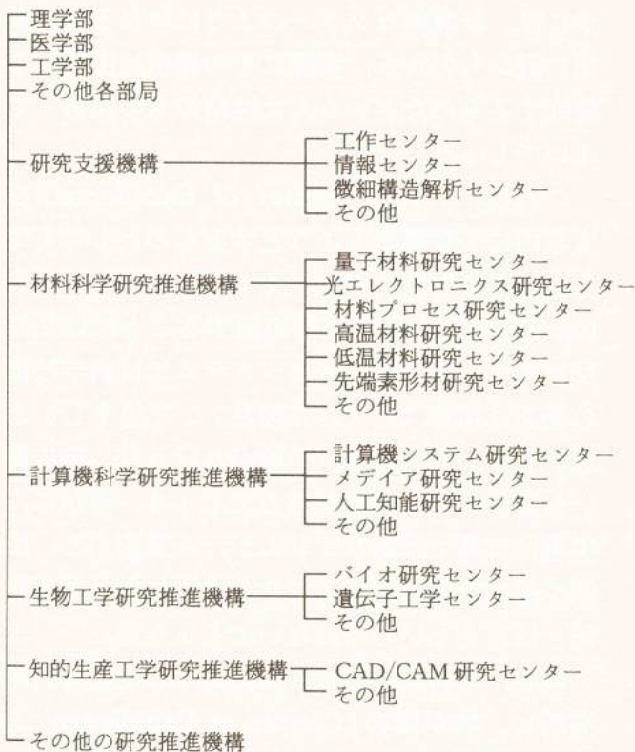 理学部
医学部
工学部
その他各部局
研究支援機構
工作センター
情報センター
微細構造解析センター
その他
材料科学研究推進機構
量子材料研究センター
光エレクトロニクス研究センター
材料プロセス研究センター
高温材料研究センター
低温材料研究センター
先端素形材研究センター
その他
計算機科学研究推進機構
計算機システム研究センター
メデイア研究センター
人工知能研究センター
その他
生物工学研究推進機構
バイオ研究センター
遺伝子工学センター
その他
知的生産工学研究推進機構
CAD/CAM 研究センター
その他
その他の研究推進機構